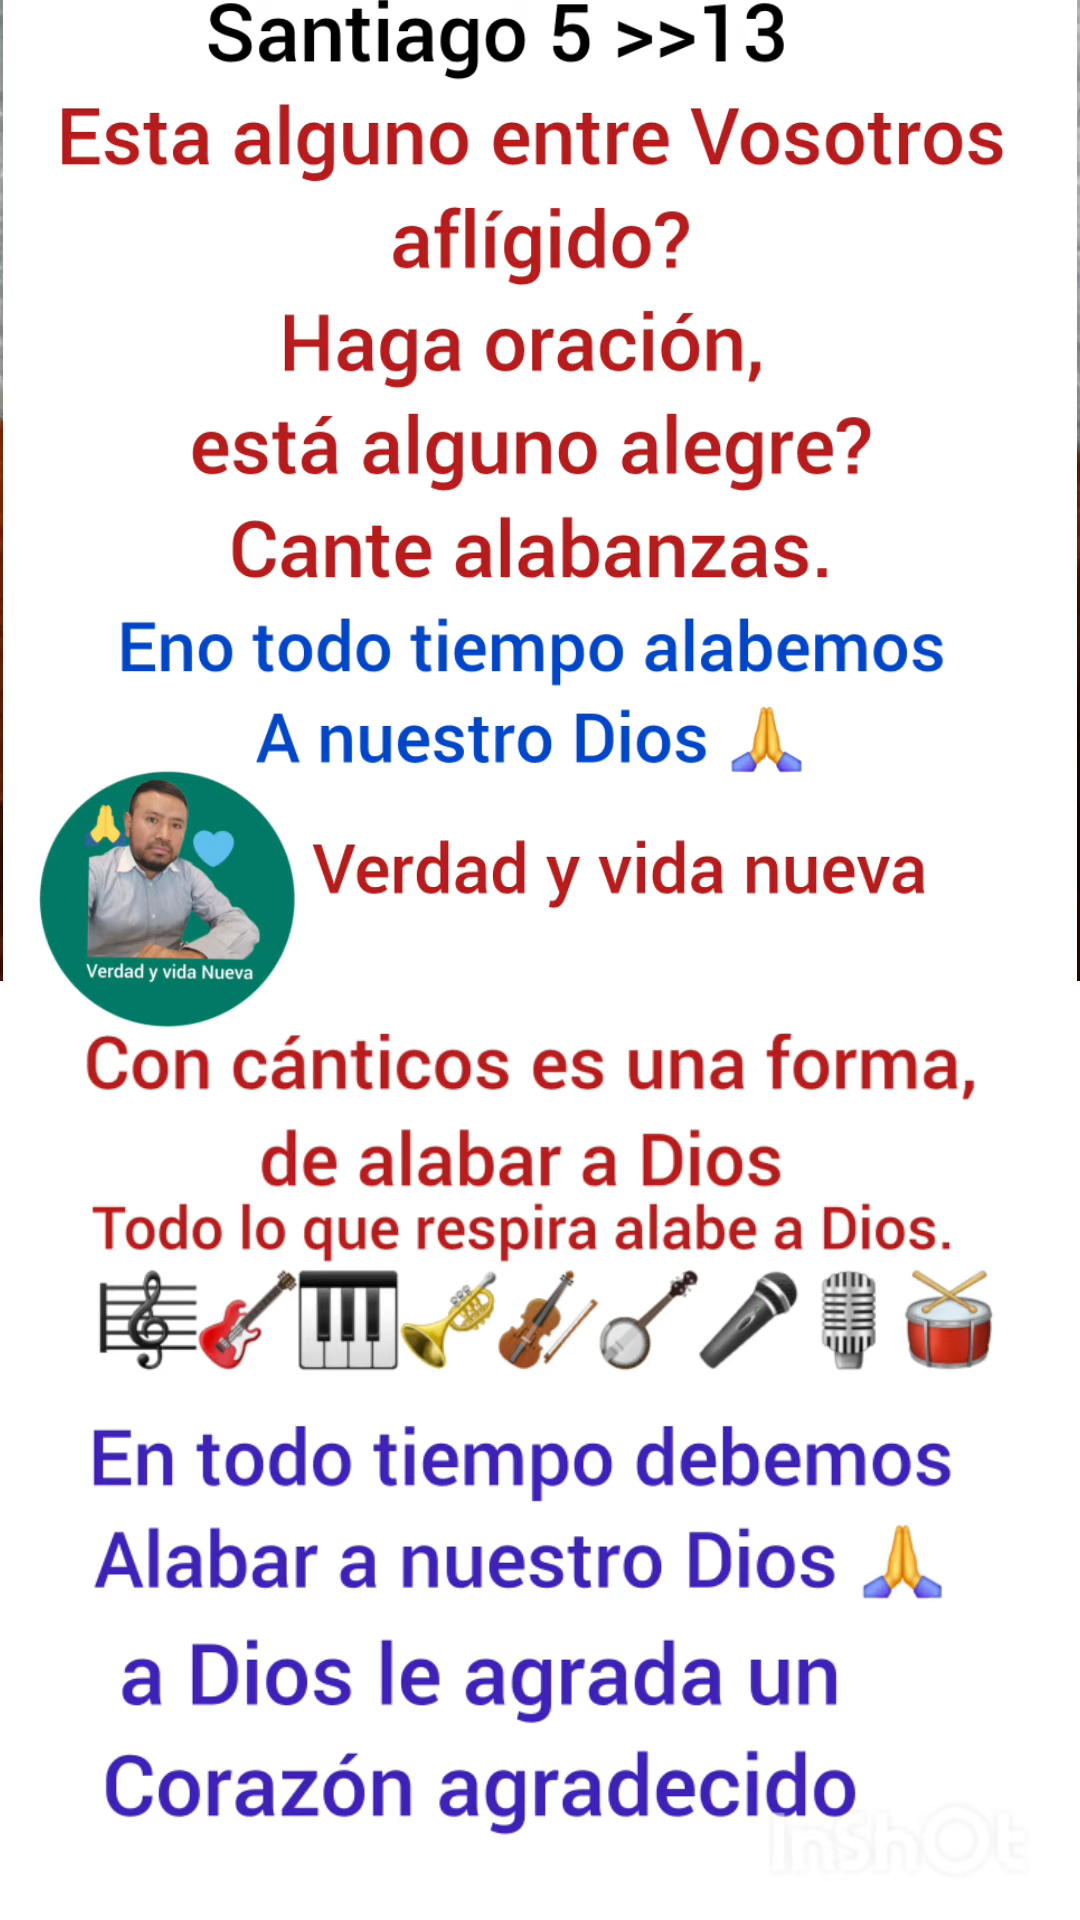 Santiago 5 >>13
Esta alguno entre Vosotros
aflígido?
Haga oración,
está alguno alegre?
Cante alabanzas.
Eno todo tiempo alabemos
A nuestro Dios 🙏
Verdad y vida nueva
Verdad y vida Nueva
Con cánticos es una forma,
de alabar a Dios
Todo lo que respira alabe a Dios.
En todo tiempo debemos
Alabar a nuestro Dios 🙏
a Dios le agrada un
Corazón agradecido
InShOt